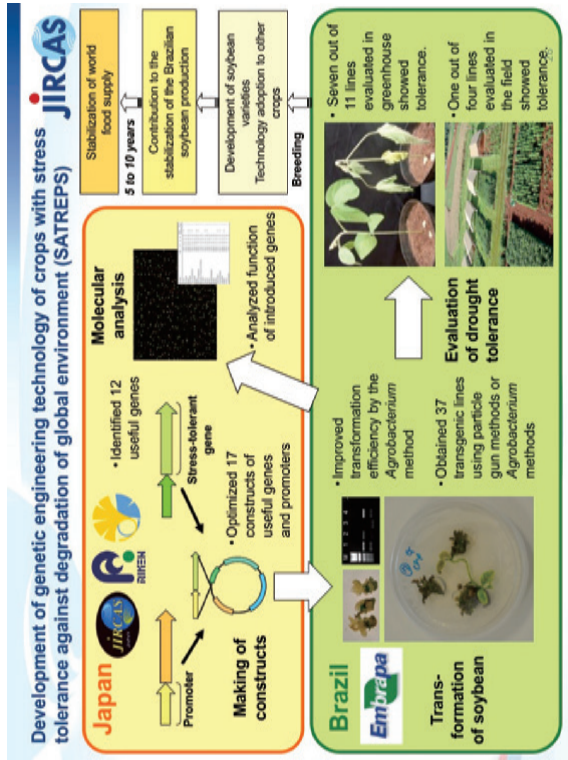 Development of genetic engineering technology of crops with stress
tolerance against degradation of global environment (SATREPS)
JIRCAS
Japan
JIRCAS
RIKEN
• Identified 12
useful genes
Promoter
Stress-tolerant
gene
Making of
constructs
• Optimized 17
constructs of
useful genes
and promoters
Molecular
analysis
• Analyzed function
of introduced genes
Stabilization of world
food supply
5 to 10 years
Contribution to the
stabilization of the Brazilian
soybean production
Development of soybean
varieties
Technology adoption to other
crops
Breeding
Brazil
Embrapa
Trans-
formation
of soybean
• Improved
transformation
efficiency by the
Agrobacterium
method
• Obtained 37
transgenic lines
using particle
gun methods or
Agrobacterium
methods
Evaluation
of drought
tolerance
• Seven out of
11 lines
evaluated in
greenhouse
showed
tolerance.
• One out of
four lines
evaluated in
the field
showed
tolerance.